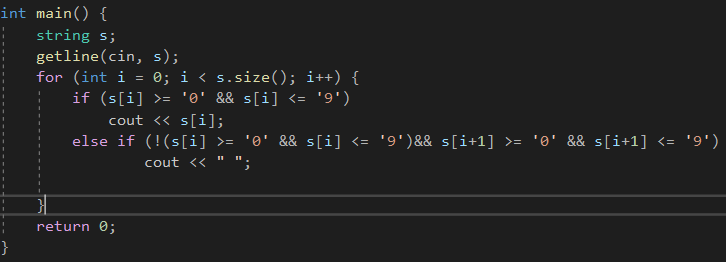 int main() {
string s;
getline(cin, s);
for (int i = 0; i < s.size(); i++) {
if (s[i] >= '0' && s[i] <= '9')
cout << s[i];
else if (!(s[i] >= '0' && s[i] <= '9')&& s[i+1] >= '0' && s[i+1] <= '9')
cout << " ";
}
return 0;
}